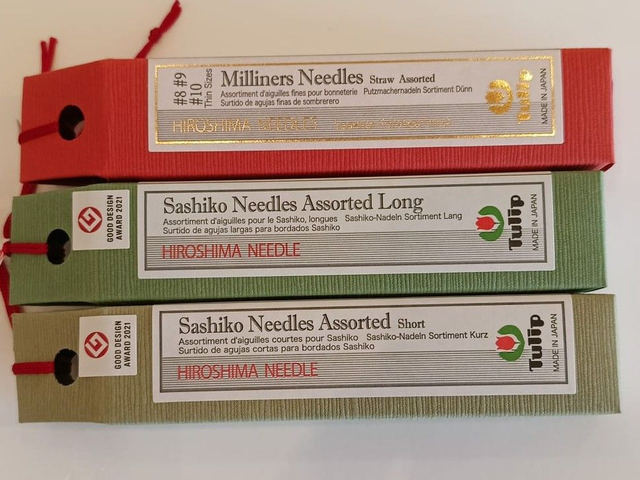 #8 #9
#10
Thin Sizes
Milliners Needles Straw Assorted
Assortiment d'aiguilles fines pour bonneterie Putzmachernadeln Sortiment Dünn
Surtido de agujas finas de sombrerero
HIROSHIMA NEEDLES
Tulip
MADE IN JAPAN
GOOD DESIGN
AWARD 2021
Sashiko Needles Assorted Long
Assortiment d'aiguilles pour le Sashiko, longues Sashiko-Nadeln Sortiment Lang
Surtido de agujas largas para bordados Sashiko
HIROSHIMA NEEDLE
Tulip
MADE IN JAPAN
GOOD DESIGN
AWARD 2021
Sashiko Needles Assorted Short
Assortiment d'aiguilles courtes pour Sashiko Sashiko-Nadeln Sortiment Kurz
Surtido de agujas cortas para bordados Sashiko
HIROSHIMA NEEDLE
Tulip
MADE IN JAPAN